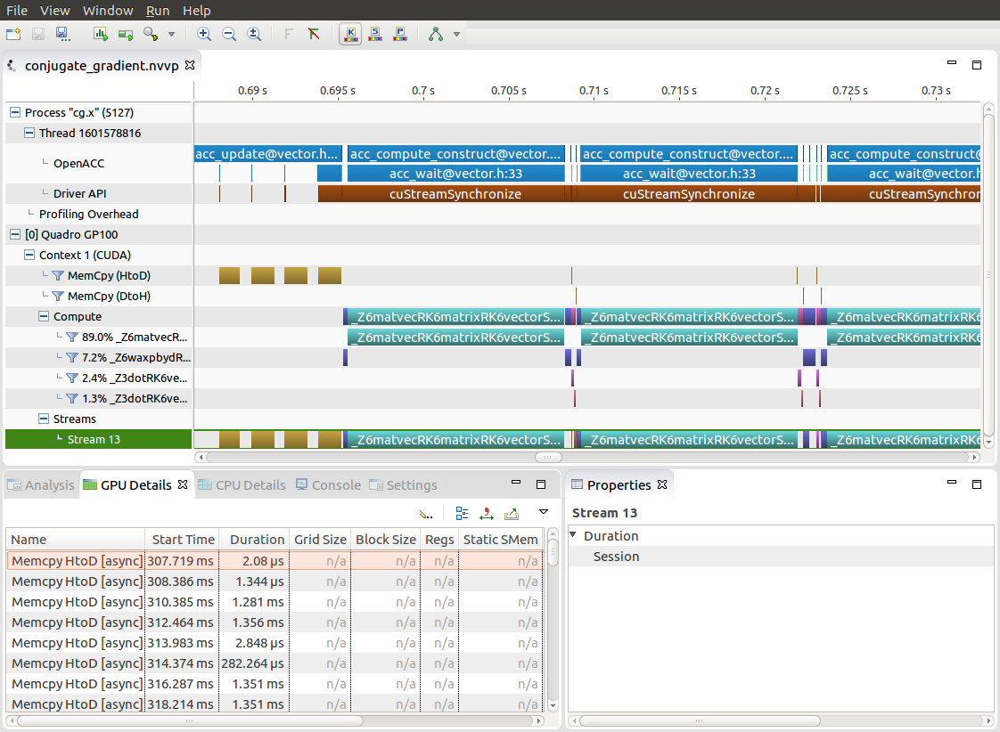 File View Window Run Help
conjugate_gradient.nvvp
0.69 s 0.695 s 0.7 s 0.705 s 0.71 s 0.715 s 0.72 s 0.725 s 0.73 s
Process "cg.x" (5127)
Thread 1601578816
OpenACC
acc_update@vector.h... acc_compute_construct@vector.... acc_compute_construct@vector.... acc_compute_construct@
acc_wait@vector.h:33 acc_wait@vector.h:33 acc_wait@vector.h
Driver API cuStreamSynchronize cuStreamSynchronize cuStreamSynchron
Profiling Overhead
[0] Quadro GP100
Context 1 (CUDA)
MemCpy (HtoD)
MemCpy (DtoH)
Compute _Z6matvecRK6matrixRK6vectorS... _Z6matvecRK6matrixRK6vectorS... _Z6matvecRK6matrixRK6
89.0% _Z6matvecR... _Z6matvecRK6matrixRK6vectorS... _Z6matvecRK6matrixRK6vectorS... _Z6matvecRK6matrixRK6
7.2% _Z6waxpbydR...
2.4% _Z3dotRK6ve...
1.3% _Z3dotRK6ve...
Streams
Stream 13 _Z6matvecRK6matrixRK6vectorS... _Z6matvecRK6matrixRK6vectorS... _Z6matvecRK6matrixRK6
Analysis GPU Details CPU Details Console Settings
Name Start Time Duration Grid Size Block Size Regs Static SMem
Memcpy HtoD [async] 307.719 ms 2.08 µs n/a n/a n/a n/a
Memcpy HtoD [async] 308.386 ms 1.344 µs n/a n/a n/a n/a
Memcpy HtoD [async] 310.385 ms 1.281 ms n/a n/a n/a n/a
Memcpy HtoD [async] 312.464 ms 1.356 ms n/a n/a n/a n/a
Memcpy HtoD [async] 313.983 ms 2.848 µs n/a n/a n/a n/a
Memcpy HtoD [async] 314.374 ms 282.264 µs n/a n/a n/a n/a
Memcpy HtoD [async] 316.287 ms 1.351 ms n/a n/a n/a n/a
Memcpy HtoD [async] 318.214 ms 1.351 ms n/a n/a n/a n/a
Properties
Stream 13
Duration
Session